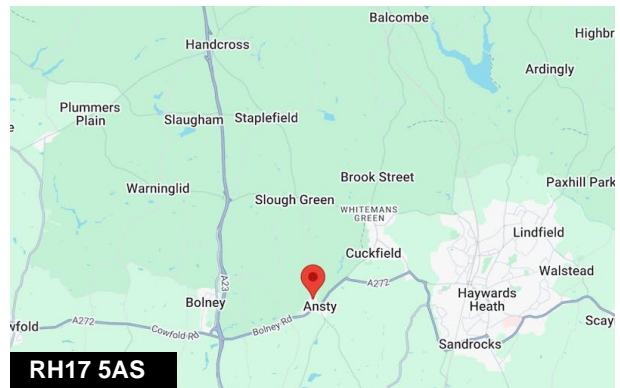 Balcombe
Highbr
Handcross
Ardingly
Plummers
Plain
Slaugham
Staplefield
e
Brook Street
Paxhill Park
Warninglid
Slough Green
WHITEMANS
GREEN
Lindfield
Cuckfield
Walstead
A23
A272
Bolney
Ansty
Haywards
Heath
wfold
A272
Cowfold Rd
Bolney Rd
Scay
Sandrocks
RH17 5AS